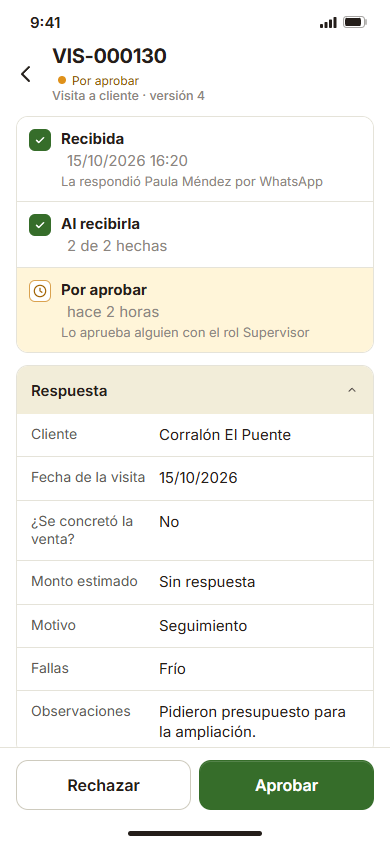 9:41
VIS-000130
Por aprobar
Visita a cliente · versión 4
Recibida
15/10/2026 16:20
La respondió Paula Méndez por WhatsApp
Al recibirla
2 de 2 hechas
Por aprobar
hace 2 horas
Lo aprueba alguien con el rol Supervisor
Respuesta
Cliente Corralón El Puente
Fecha de la visita 15/10/2026
¿Se concretó la No
venta?
Monto estimado Sin respuesta
Motivo Seguimiento
Fallas Frío
Observaciones Pidieron presupuesto para
la ampliación.
Rechazar Aprobar